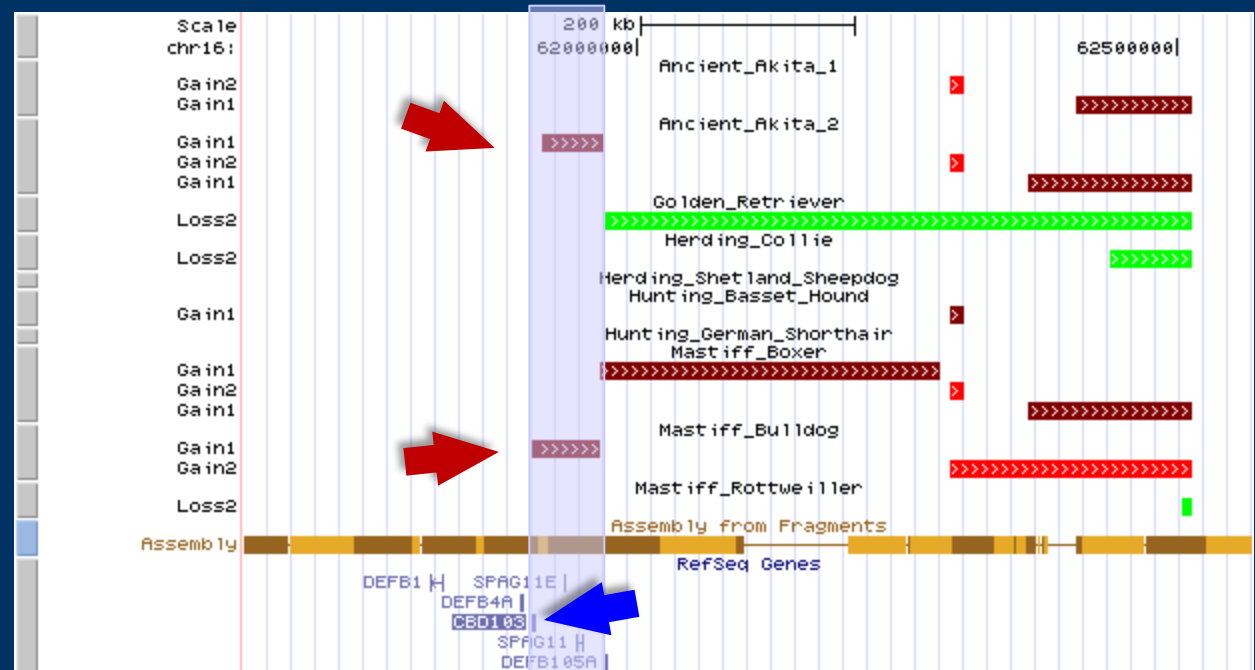 Scale 200 kb
chr16: 62000000| 62500000|
Ancient_Akita_1
Gain2
Gain1
Ancient_Akita_2
Gain1
Gain2
Gain1
Golden_Retriever
Loss2
Herding_Collie
Loss2
Herding_Shetland_Sheepdog
Hunting_Basset_Hound
Gain1
Hunting_German_Shorthair
Mastiff_Boxer
Gain1
Gain2
Gain1
Mastiff_Bulldog
Gain1
Gain2
Mastiff_Rottweiller
Loss2
Assembly from Fragments
Assembly
RefSeq Genes
DEFB1 SPAG11E
DEFB4A
CBD103
SPAG11
DEFB105A